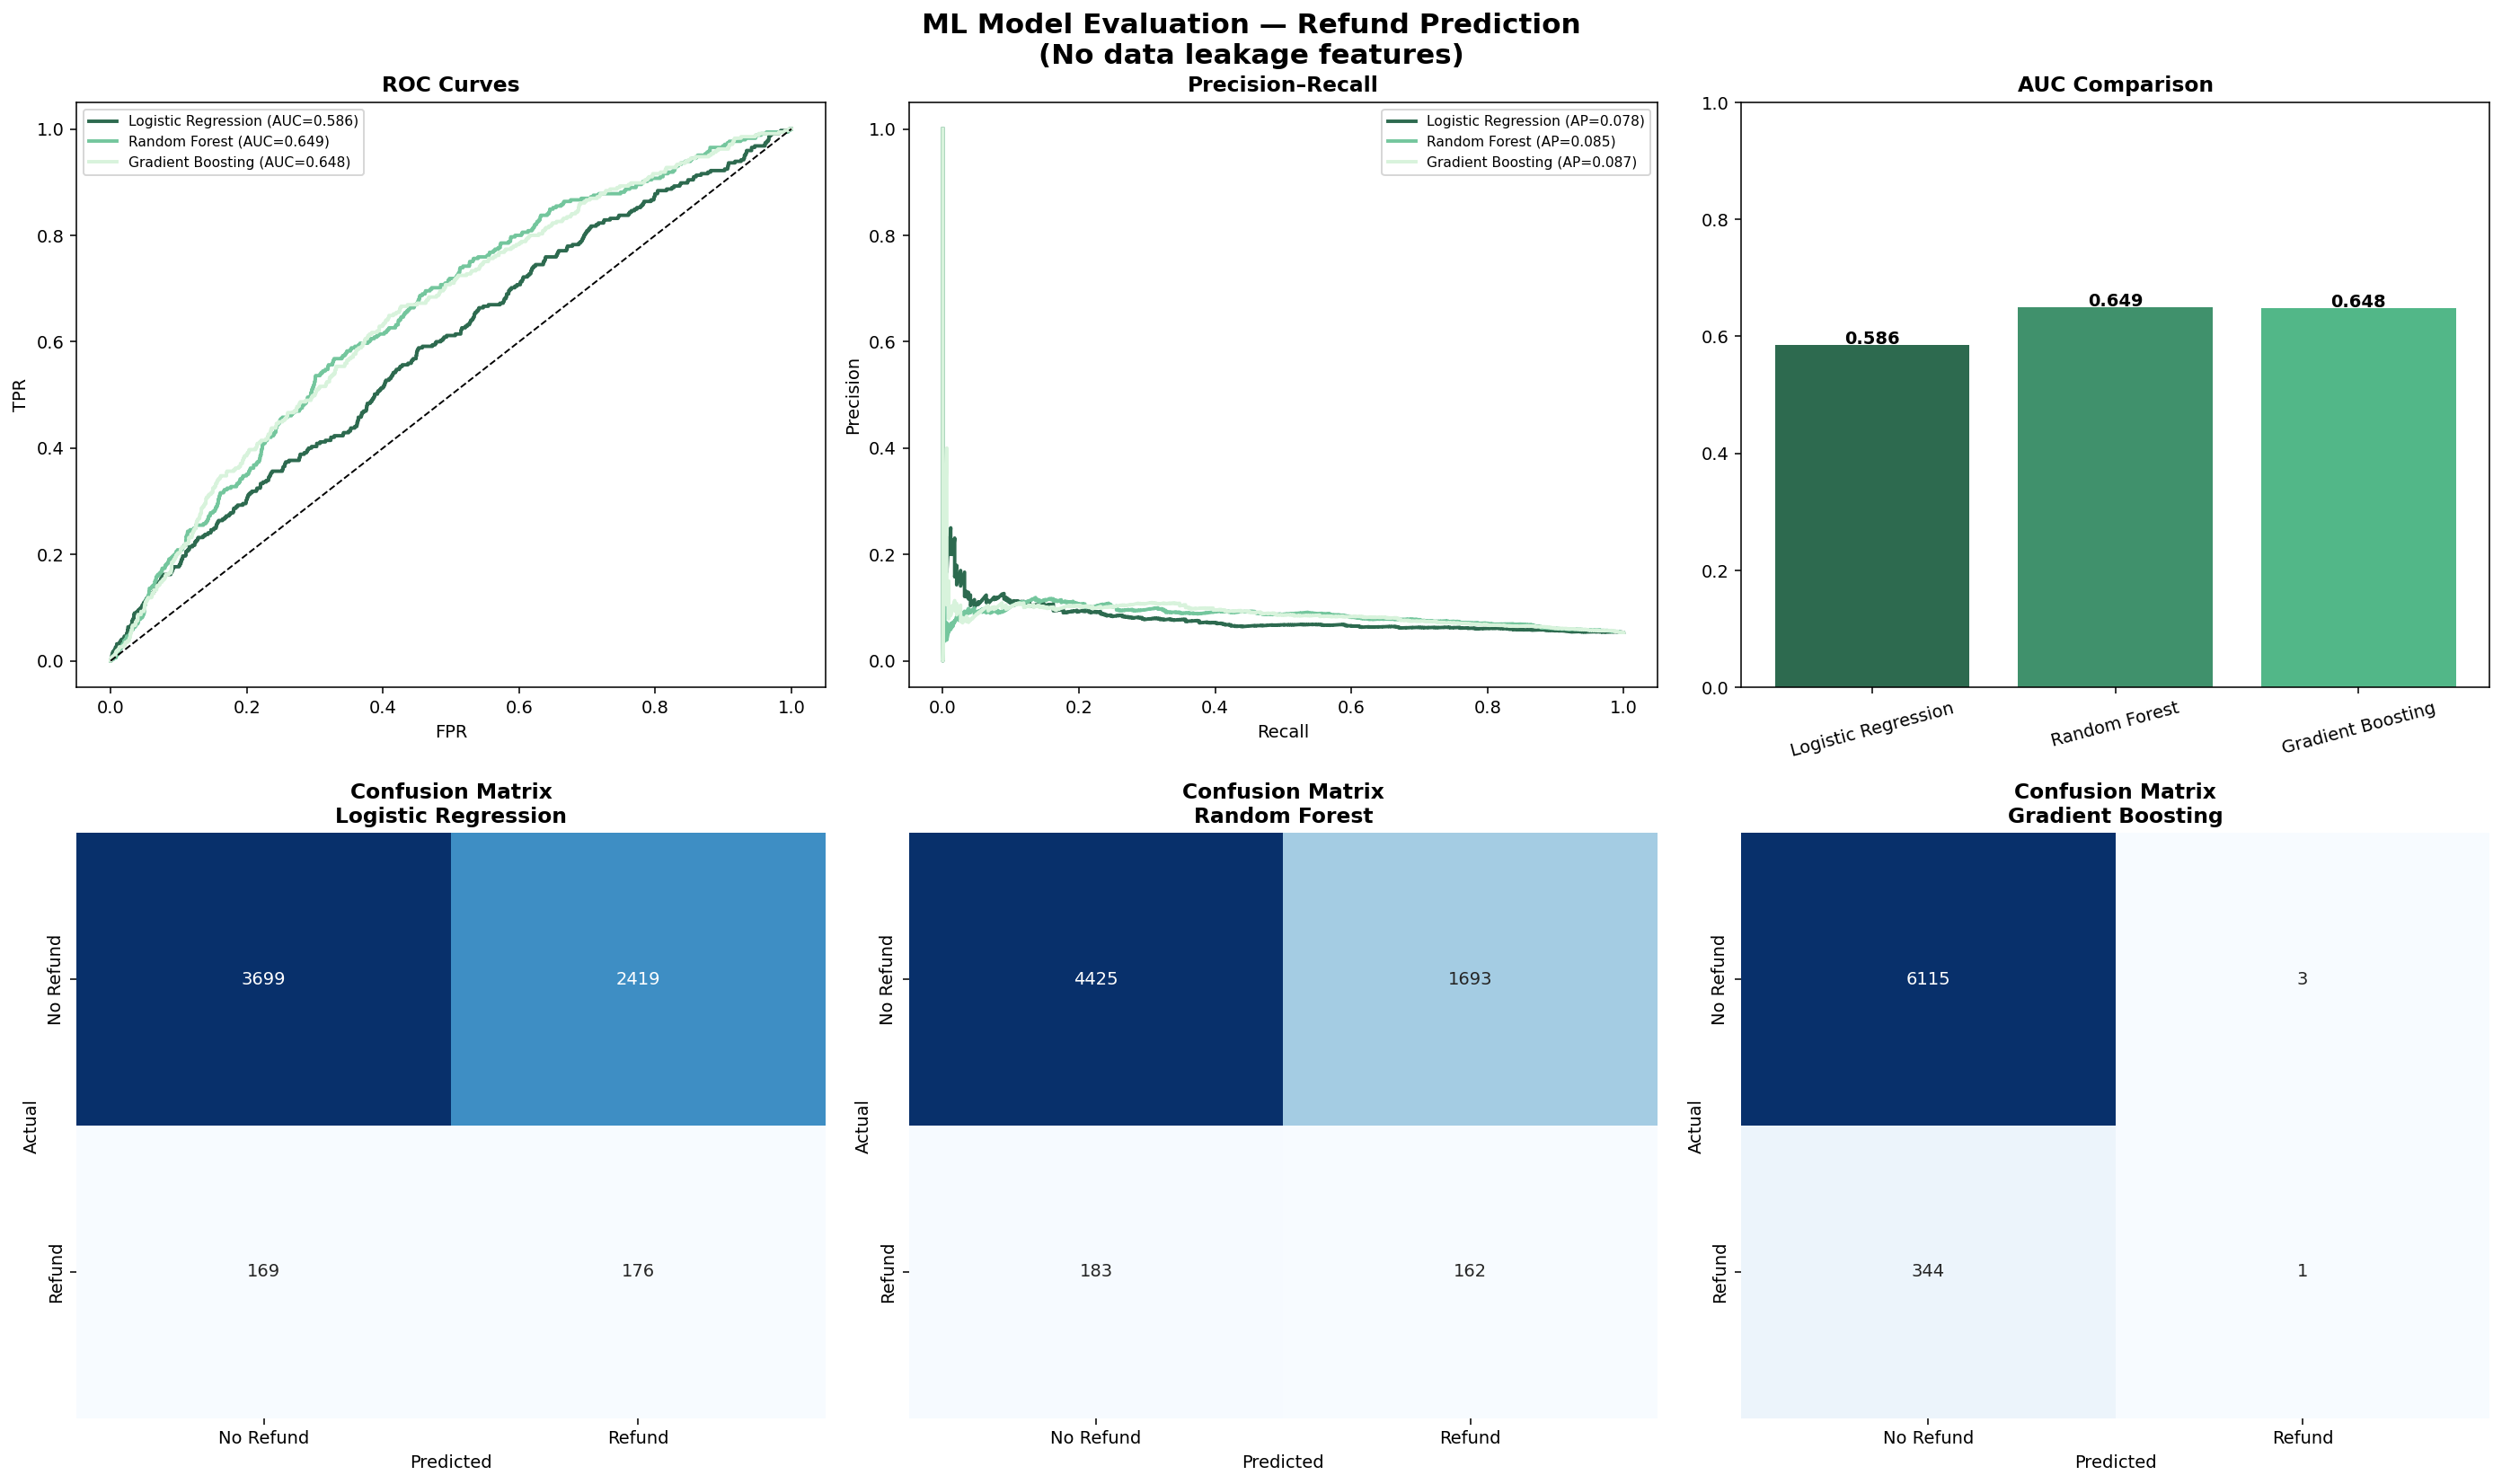 ML Model Evaluation — Refund Prediction
(No data leakage features)
ROC Curves
Logistic Regression (AUC=0.586)
Random Forest (AUC=0.649)
Gradient Boosting (AUC=0.648)
1.0
0.8
0.6
0.4
0.2
0.0
TPR
0.0 0.2 0.4 0.6 0.8 1.0
FPR
Precision–Recall
Logistic Regression (AP=0.078)
Random Forest (AP=0.085)
Gradient Boosting (AP=0.087)
1.0
0.8
0.6
0.4
0.2
0.0
Precision
0.0 0.2 0.4 0.6 0.8 1.0
Recall
AUC Comparison
1.0
0.8
0.6
0.4
0.2
0.0
0.586
0.649
0.648
Logistic Regression
Random Forest
Gradient Boosting
Confusion Matrix
Logistic Regression
Actual
No Refund
3699 2419
Refund
169 176
No Refund Refund
Predicted
Confusion Matrix
Random Forest
Actual
No Refund
4425 1693
Refund
183 162
No Refund Refund
Predicted
Confusion Matrix
Gradient Boosting
Actual
No Refund
6115 3
Refund
344 1
No Refund Refund
Predicted